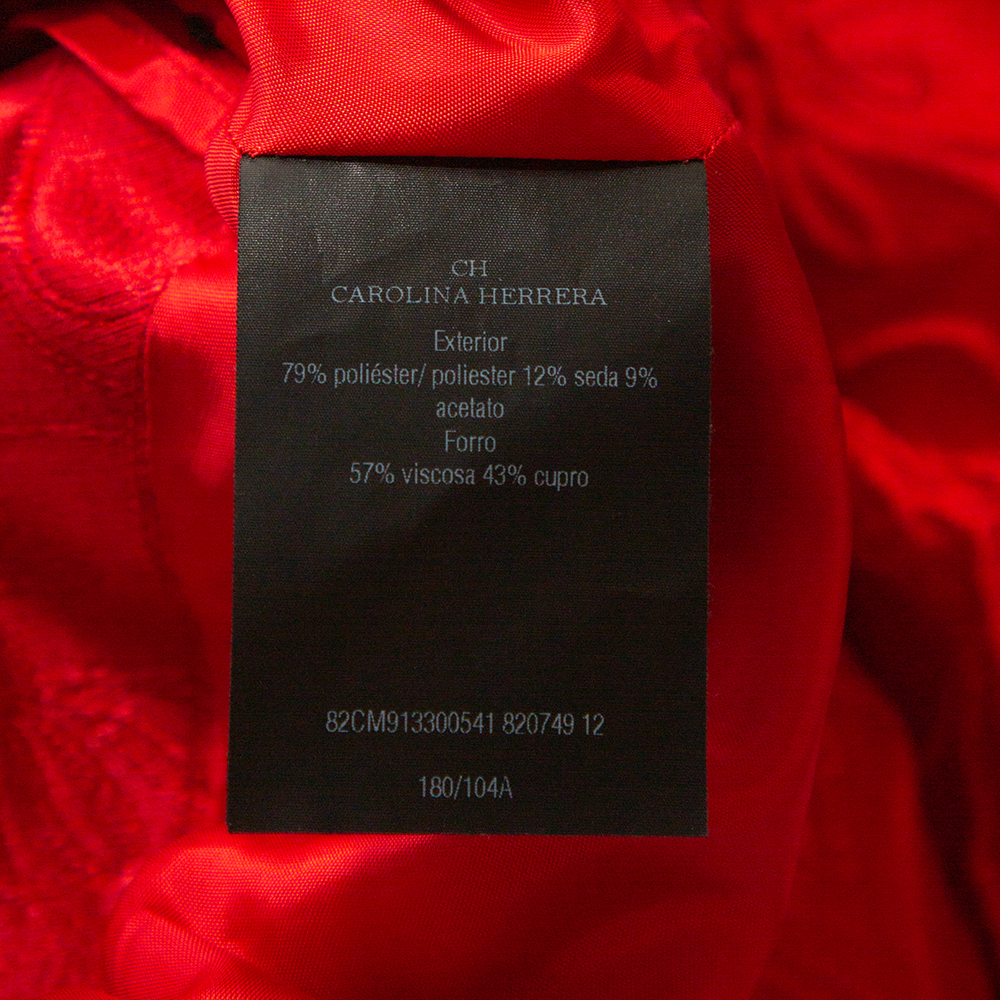 CH
CAROLINA HERRERA
Exterior
79% poliéster/ poliester 12% seda 9%
acetato
Forro
57% viscosa 43% cupro
82CM913300541 820749 12
180/104A